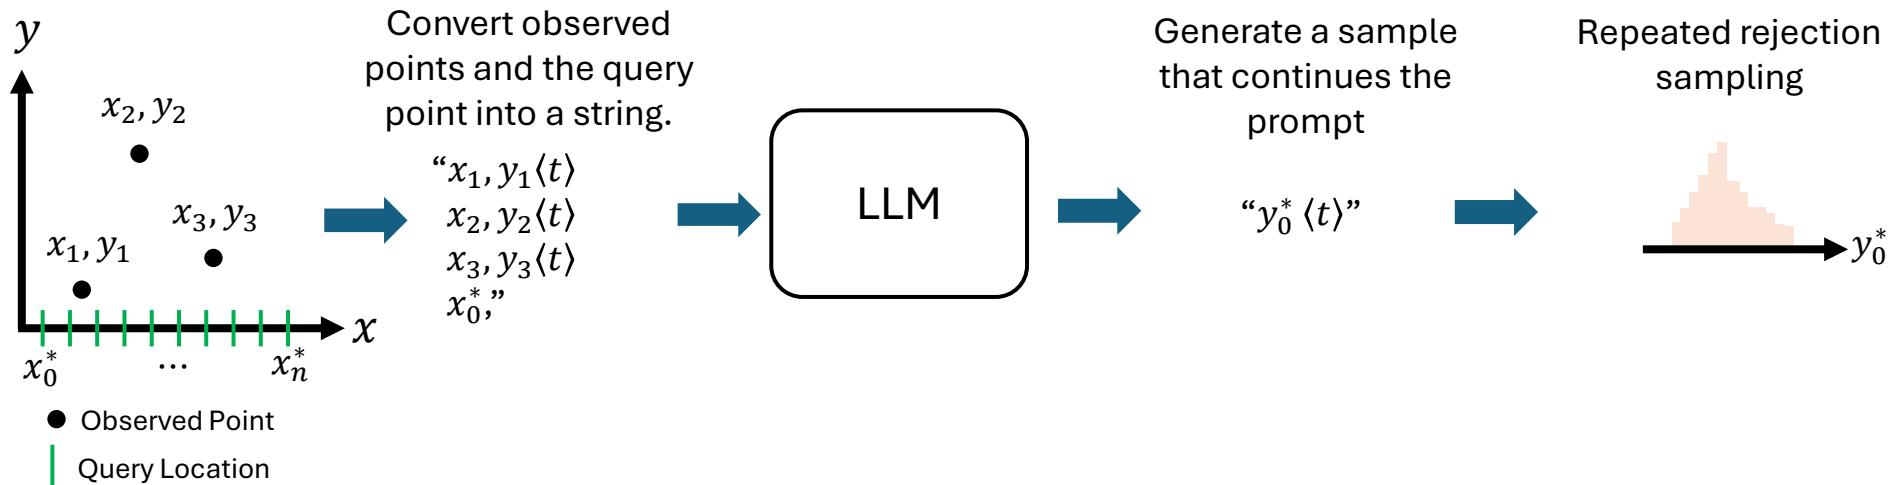 y
x₂, y₂
x₃, y₃
x₁, y₁
x
x₀* ... xₙ*
Observed Point
Query Location
Convert observed
points and the query
point into a string.
“x₁, y₁⟨t⟩
x₂, y₂⟨t⟩
x₃, y₃⟨t⟩
x₀*,”
LLM
Generate a sample
that continues the
prompt
“y₀* ⟨t⟩”
Repeated rejection
sampling
y₀*